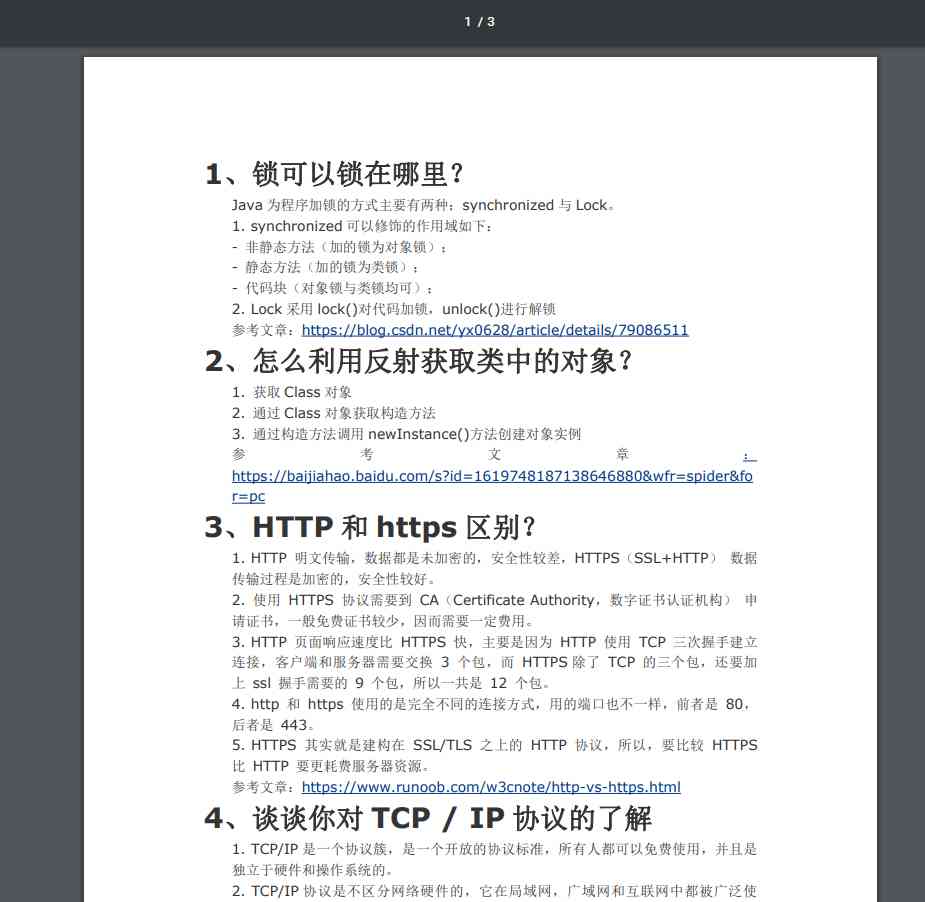 1 / 3
1、锁可以锁在哪里？
Java 为程序加锁的方式主要有两种：synchronized 与 Lock。
1. synchronized 可以修饰的作用域如下：
- 非静态方法（加的锁为对象锁）；
- 静态方法（加的锁为类锁）；
- 代码块（对象锁与类锁均可）；
2. Lock 采用 lock()对代码加锁，unlock()进行解锁
参考文章：https://blog.csdn.net/yx0628/article/details/79086511
2、怎么利用反射获取类中的对象？
1. 获取 Class 对象
2. 通过 Class 对象获取构造方法
3. 通过构造方法调用 newInstance()方法创建对象实例
参 考 文 章 ：
https://baijiahao.baidu.com/s?id=1619748187138646880&wfr=spider&fo
r=pc
3、HTTP 和 https 区别？
1. HTTP 明文传输，数据都是未加密的，安全性较差，HTTPS（SSL+HTTP） 数据
传输过程是加密的，安全性较好。
2. 使用 HTTPS 协议需要到 CA（Certificate Authority，数字证书认证机构） 申
请证书，一般免费证书较少，因而需要一定费用。
3. HTTP 页面响应速度比 HTTPS 快，主要是因为 HTTP 使用 TCP 三次握手建立
连接，客户端和服务器需要交换 3 个包，而 HTTPS 除了 TCP 的三个包，还要加
上 ssl 握手需要的 9 个包，所以一共是 12 个包。
4. http 和 https 使用的是完全不同的连接方式，用的端口也不一样，前者是 80，
后者是 443。
5. HTTPS 其实就是建构在 SSL/TLS 之上的 HTTP 协议，所以，要比较 HTTPS
比 HTTP 要更耗费服务器资源。
参考文章：https://www.runoob.com/w3cnote/http-vs-https.html
4、谈谈你对 TCP / IP 协议的了解
1. TCP/IP 是一个协议簇，是一个开放的协议标准，所有人都可以免费使用，并且是
独立于硬件和操作系统的。
2. TCP/IP 协议是不区分网络硬件的，它在局域网，广域网和互联网中都被广泛使